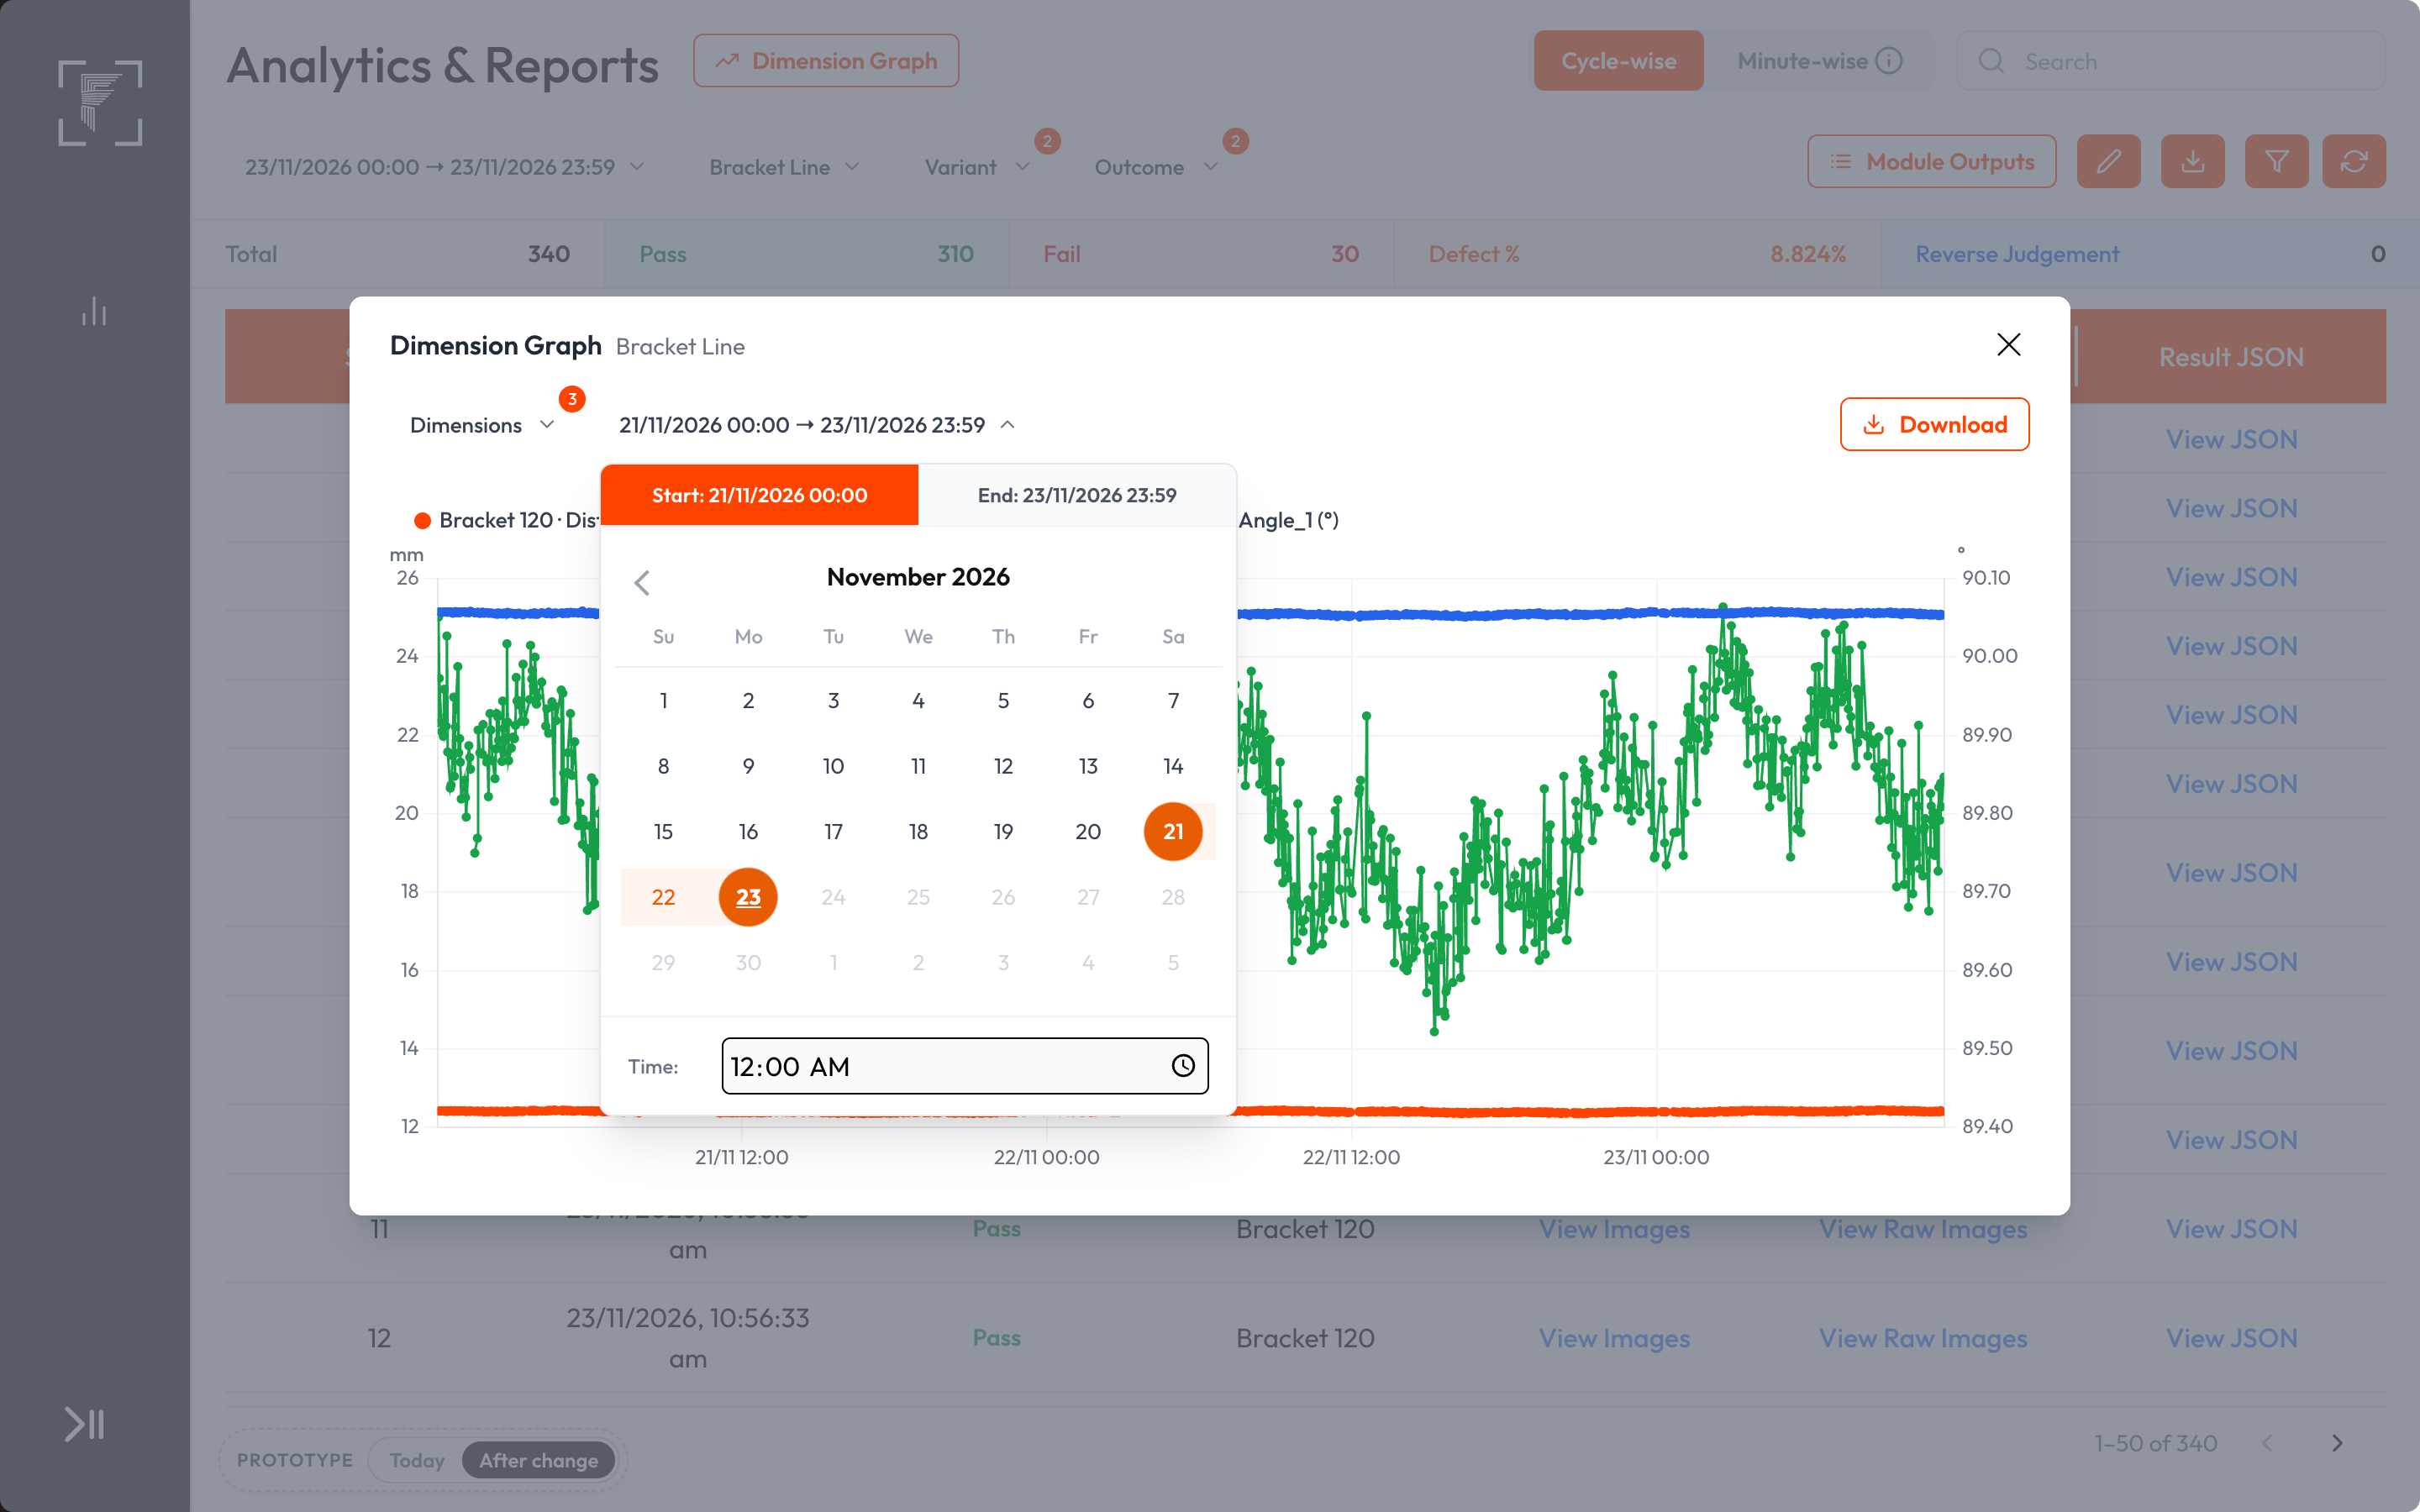 Analytics & Reports
Dimension Graph
Cycle-wise
Minute-wise
Search
23/11/2026 00:00 → 23/11/2026 23:59
Bracket Line
Variant
2
Outcome
2
Module Outputs
Total 340
Pass 310
Fail 30
Defect % 8.824%
Reverse Judgement 0
Result JSON
Dimension Graph Bracket Line
Dimensions
3
21/11/2026 00:00 → 23/11/2026 23:59
Download
Start: 21/11/2026 00:00
End: 23/11/2026 23:59
Bracket 120 · Dis
Angle_1 (°)
November 2026
Su Mo Tu We Th Fr Sa
1 2 3 4 5 6 7
8 9 10 11 12 13 14
15 16 17 18 19 20 21
22 23 24 25 26 27 28
29 30 1 2 3 4 5
Time: 12:00 AM
mm
26
24
22
20
18
16
14
12
°
90.10
90.00
89.90
89.80
89.70
89.60
89.50
89.40
21/11 12:00
22/11 00:00
22/11 12:00
23/11 00:00
View JSON
View JSON
View JSON
View JSON
View JSON
View JSON
View JSON
View JSON
View JSON
View JSON
11 am Pass Bracket 120 View Images View Raw Images View JSON
12 23/11/2026, 10:56:33 am Pass Bracket 120 View Images View Raw Images View JSON
PROTOTYPE
Today
After change
1–50 of 340